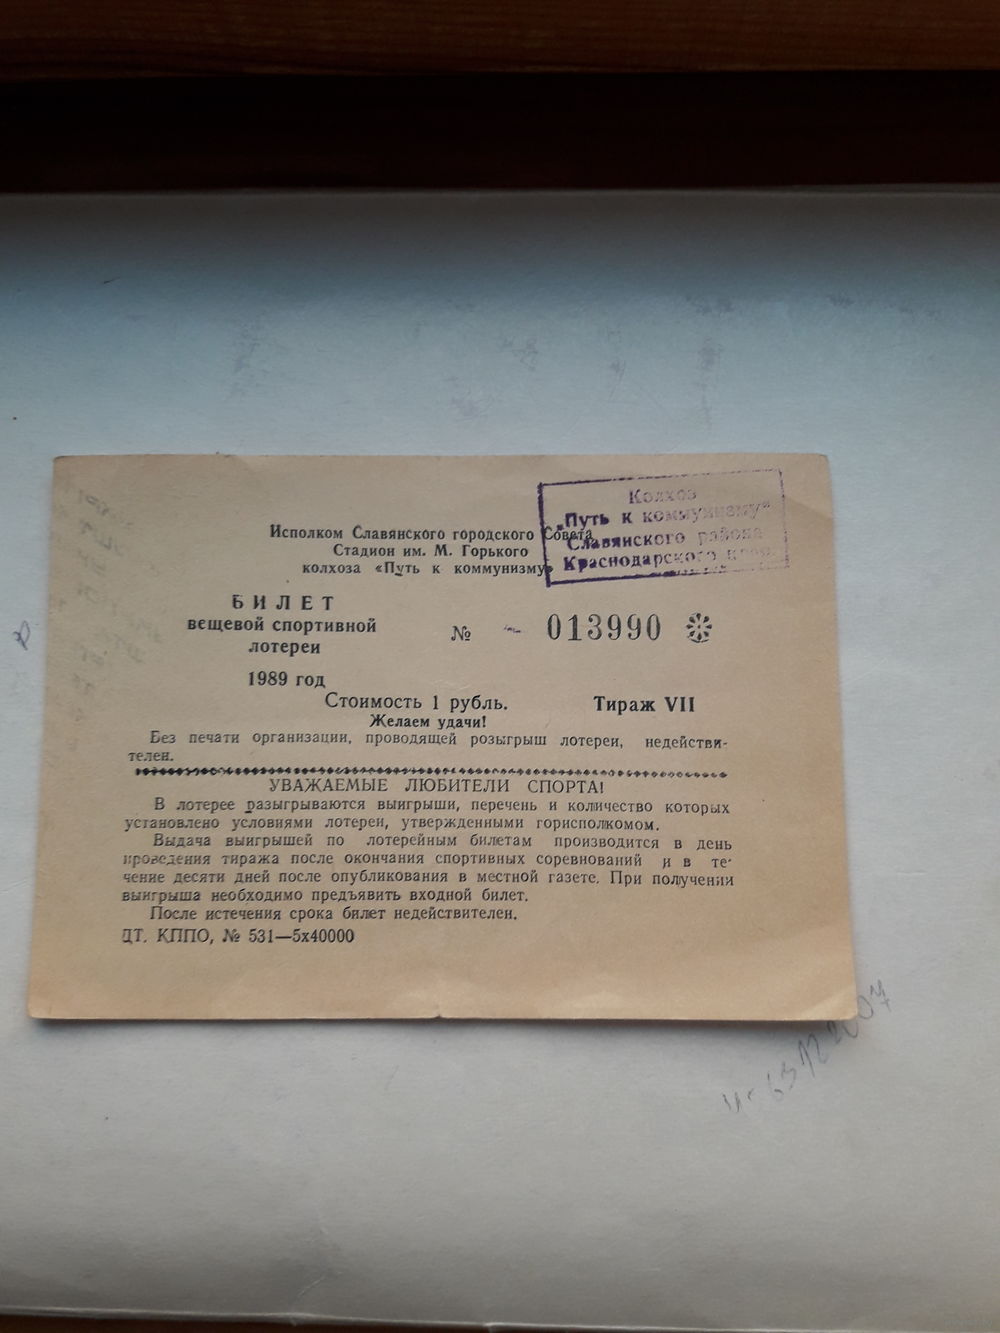 Колхоз
„Путь к коммунизму“
Славянского района
Краснодарского края
Исполком Славянского городского Совета
Стадион им. М. Горького
колхоза «Путь к коммунизму»
БИЛЕТ
вещевой спортивной
лотереи
№ 013990
1989 год
Стоимость 1 рубль. Тираж VII
Желаем удачи!
Без печати организации, проводящей розыгрыш лотереи, недействи-
телен.
УВАЖАЕМЫЕ ЛЮБИТЕЛИ СПОРТА!
В лотерее разыгрываются выигрыши, перечень и количество которых
установлено условиями лотереи, утвержденными горисполкомом.
Выдача выигрышей по лотерейным билетам производится в день
проведения тиража после окончания спортивных соревнований и в те-
чение десяти дней после опубликования в местной газете. При получении
выигрыша необходимо предъявить входной билет.
После истечения срока билет недействителен.
ДТ. КППО, № 531—5х40000